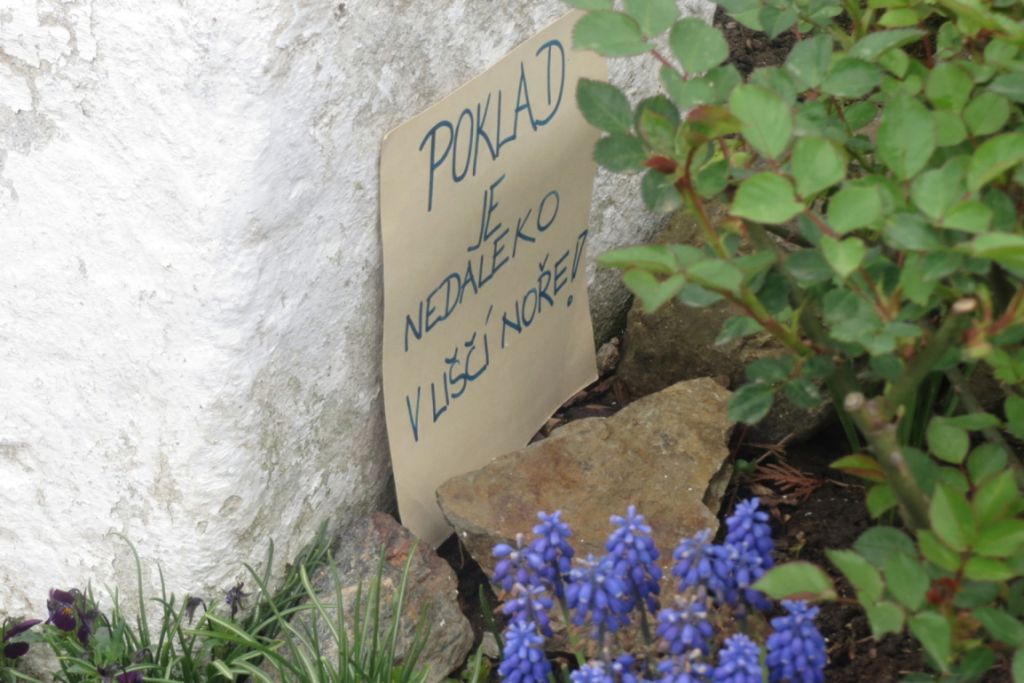 POKLAD
JE
NEDALEKO
V LIŠČÍ NOŘE!